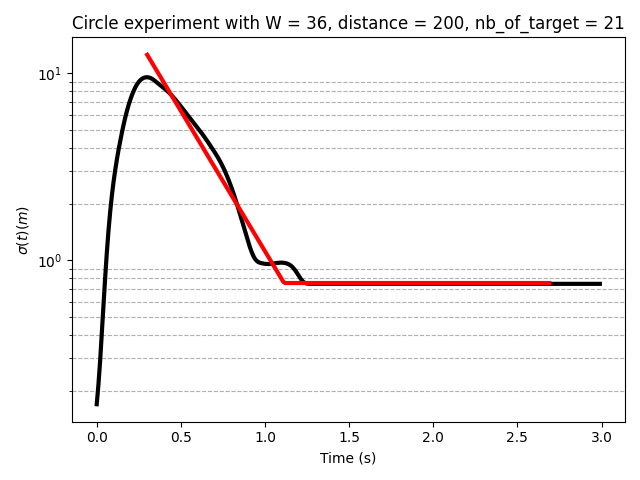 Circle experiment with W = 36, distance = 200, nb_of_target = 21
10¹
10⁰
σ(t)(m)
0.0 0.5 1.0 1.5 2.0 2.5 3.0
Time (s)